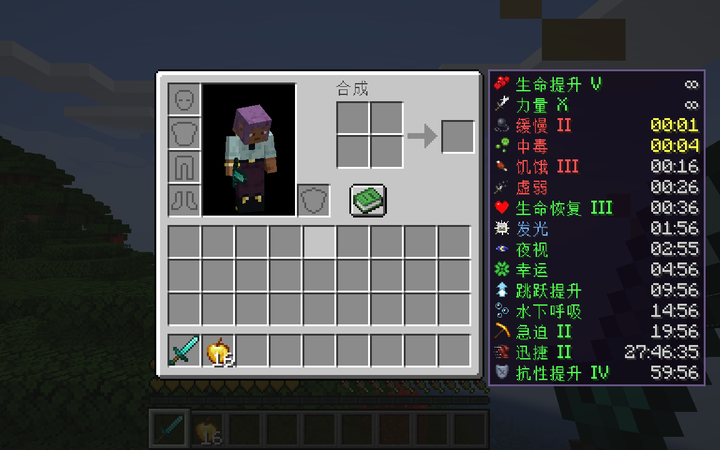 合成
生命提升 V ∞
力量 X ∞
缓慢 II 00:01
中毒 00:04
饥饿 III 00:16
虚弱 00:26
生命恢复 III 00:36
发光 01:56
夜视 02:55
幸运 04:56
跳跃提升 09:56
水下呼吸 14:56
急迫 II 19:56
迅捷 II 27:46:35
抗性提升 IV 59:56
16
16